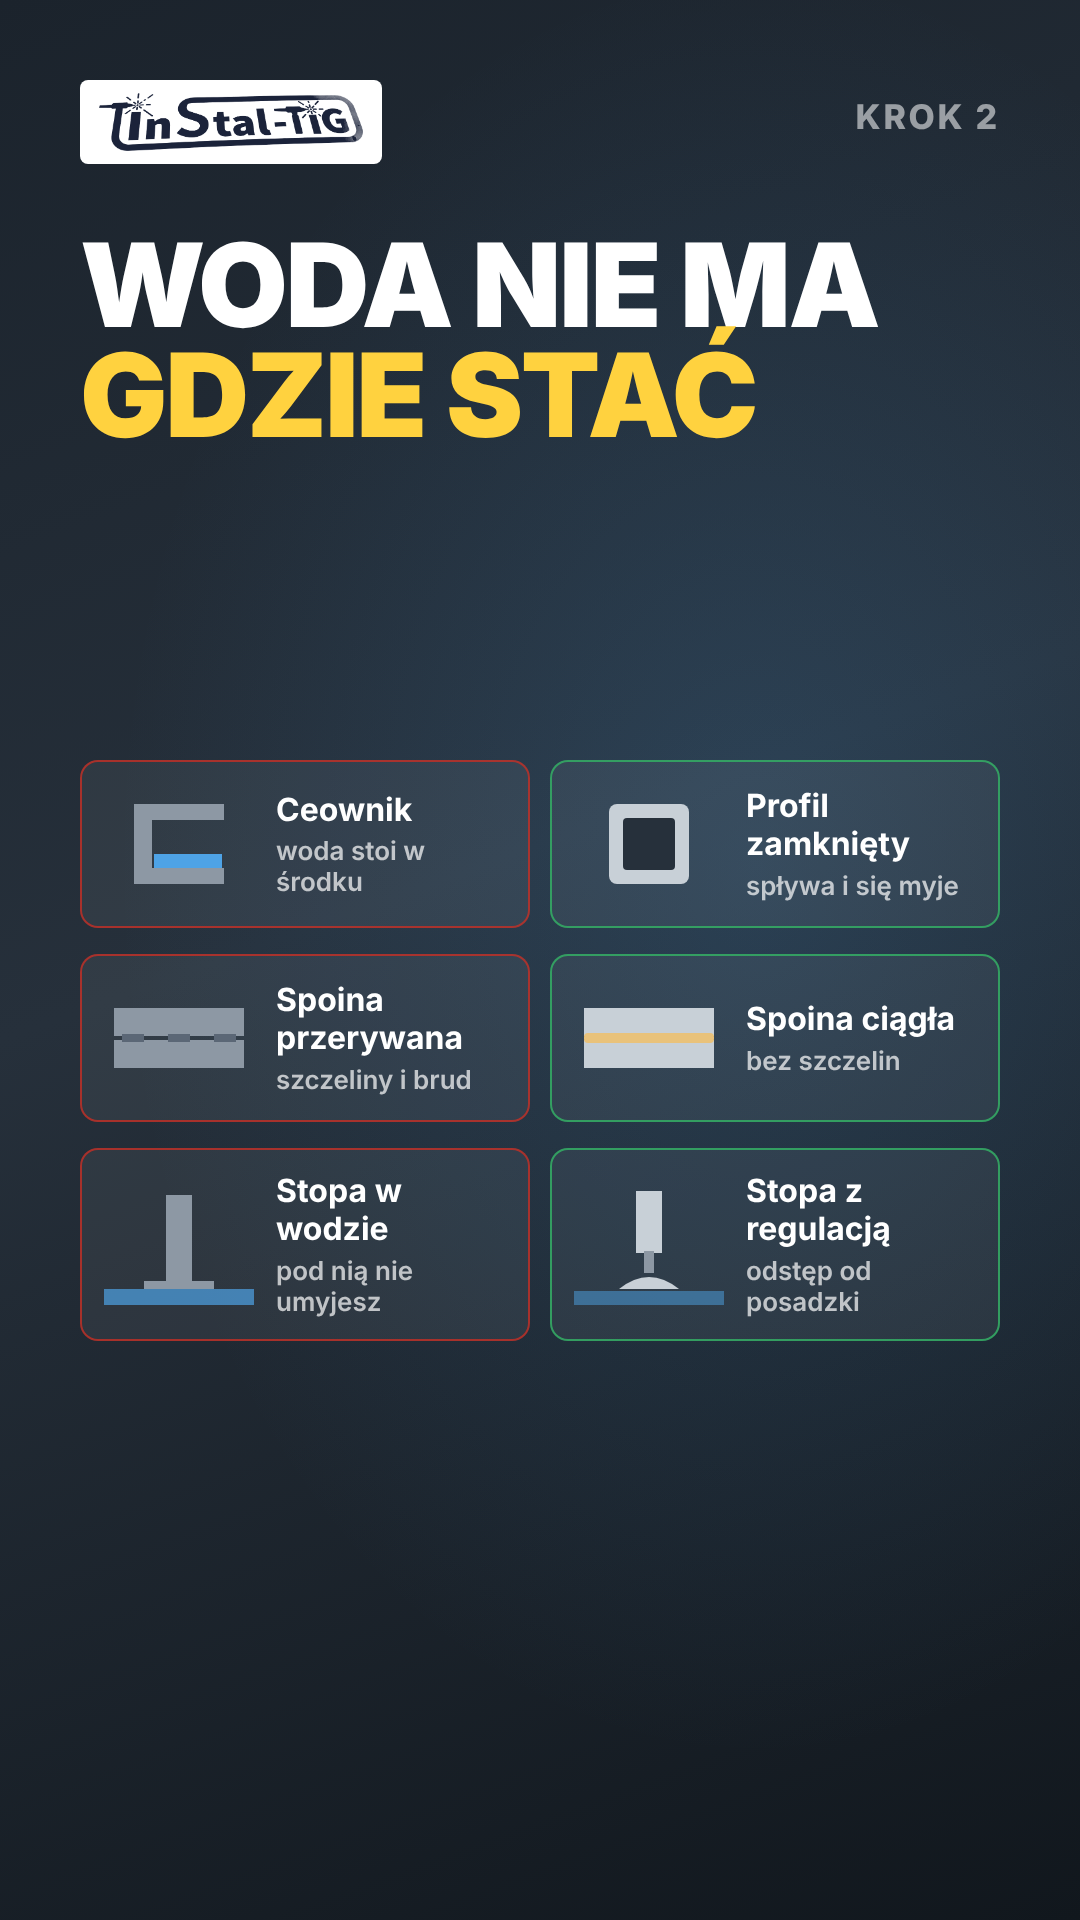 TinStal-TiG
KROK 2
WODA NIE MA
GDZIE STAĆ
Ceownik
woda stoi w
środku
Profil
zamknięty
spływa i się myje
Spoina
przerywana
szczeliny i brud
Spoina ciągła
bez szczelin
Stopa w
wodzie
pod nią nie
umyjesz
Stopa z
regulacją
odstęp od
posadzki